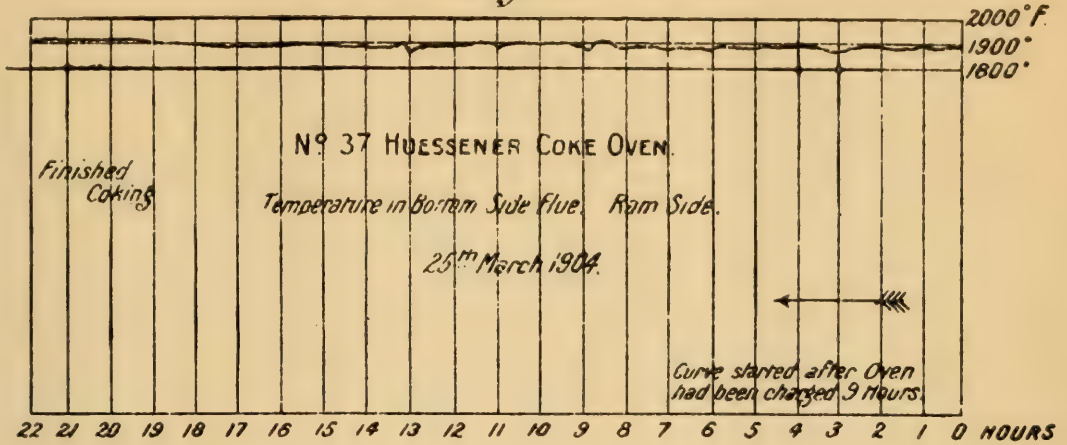 2000° F.
1900°
1800°
Nº 37 HUESSENER COKE OVEN.
Finished
Coking
Temperature in Bottom Side Flue. Ram Side.
25th March 1904.
Curve started after Oven
had been charged 9 Hours.
22 21 20 19 18 17 16 15 14 13 12 11 10 9 8 7 6 5 4 3 2 1 0 HOURS